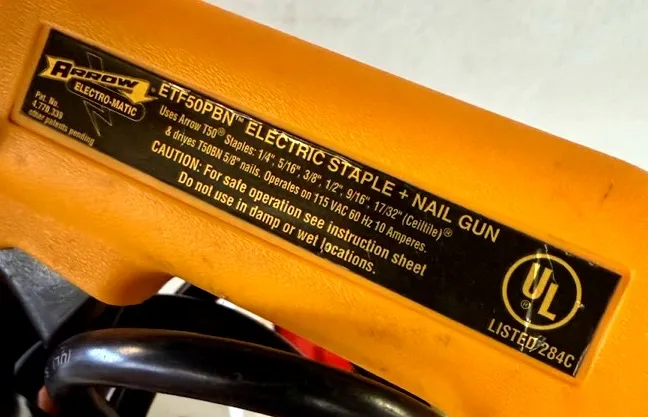 ARROW
ELECTRO-MATIC
Pat. No.
4,770,339
other patents pending
ETF50PBN™ ELECTRIC STAPLE + NAIL GUN
Uses Arrow T50® Staples: 1/4", 5/16", 3/8", 1/2", 9/16", 17/32" (Ceiltile)®
& drives T50BN 5/8" nails. Operates on 115 VAC 60 Hz 10 Amperes.
CAUTION: For safe operation see instruction sheet
Do not use in damp or wet locations.
UL
LISTED 284C